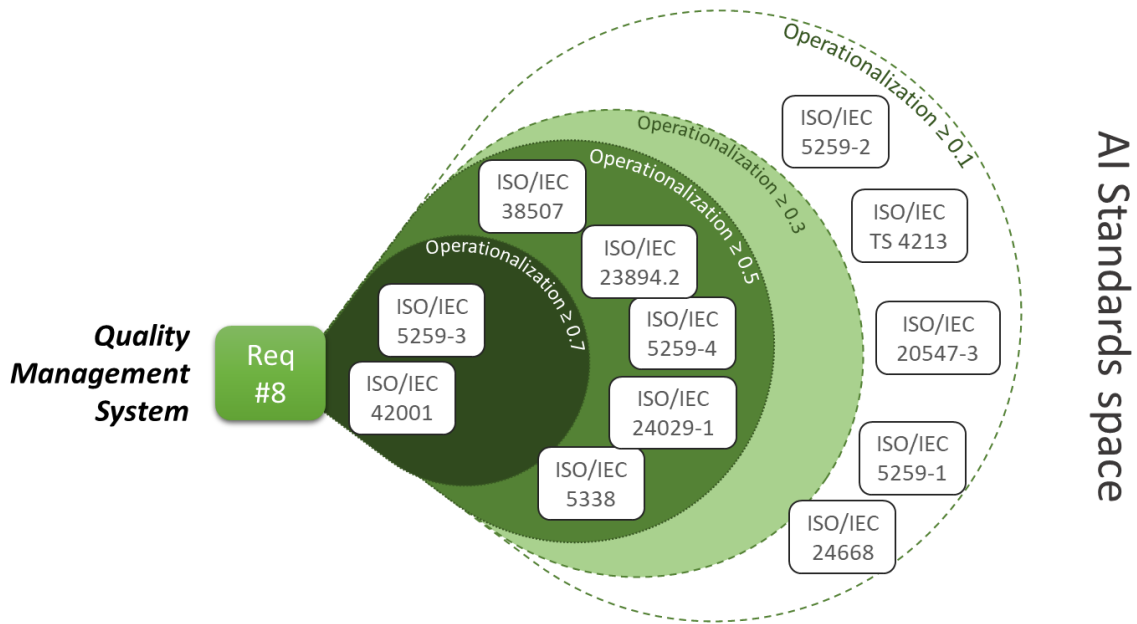 Quality
Management
System
Req
#8
Operationalization ≥ 0.7
ISO/IEC
5259-3
ISO/IEC
42001
Operationalization ≥ 0.5
ISO/IEC
38507
ISO/IEC
23894.2
ISO/IEC
5259-4
ISO/IEC
24029-1
ISO/IEC
5338
Operationalization ≥ 0.3
Operationalization ≥ 0.1
ISO/IEC
5259-2
ISO/IEC
TS 4213
ISO/IEC
20547-3
ISO/IEC
5259-1
ISO/IEC
24668
AI Standards space